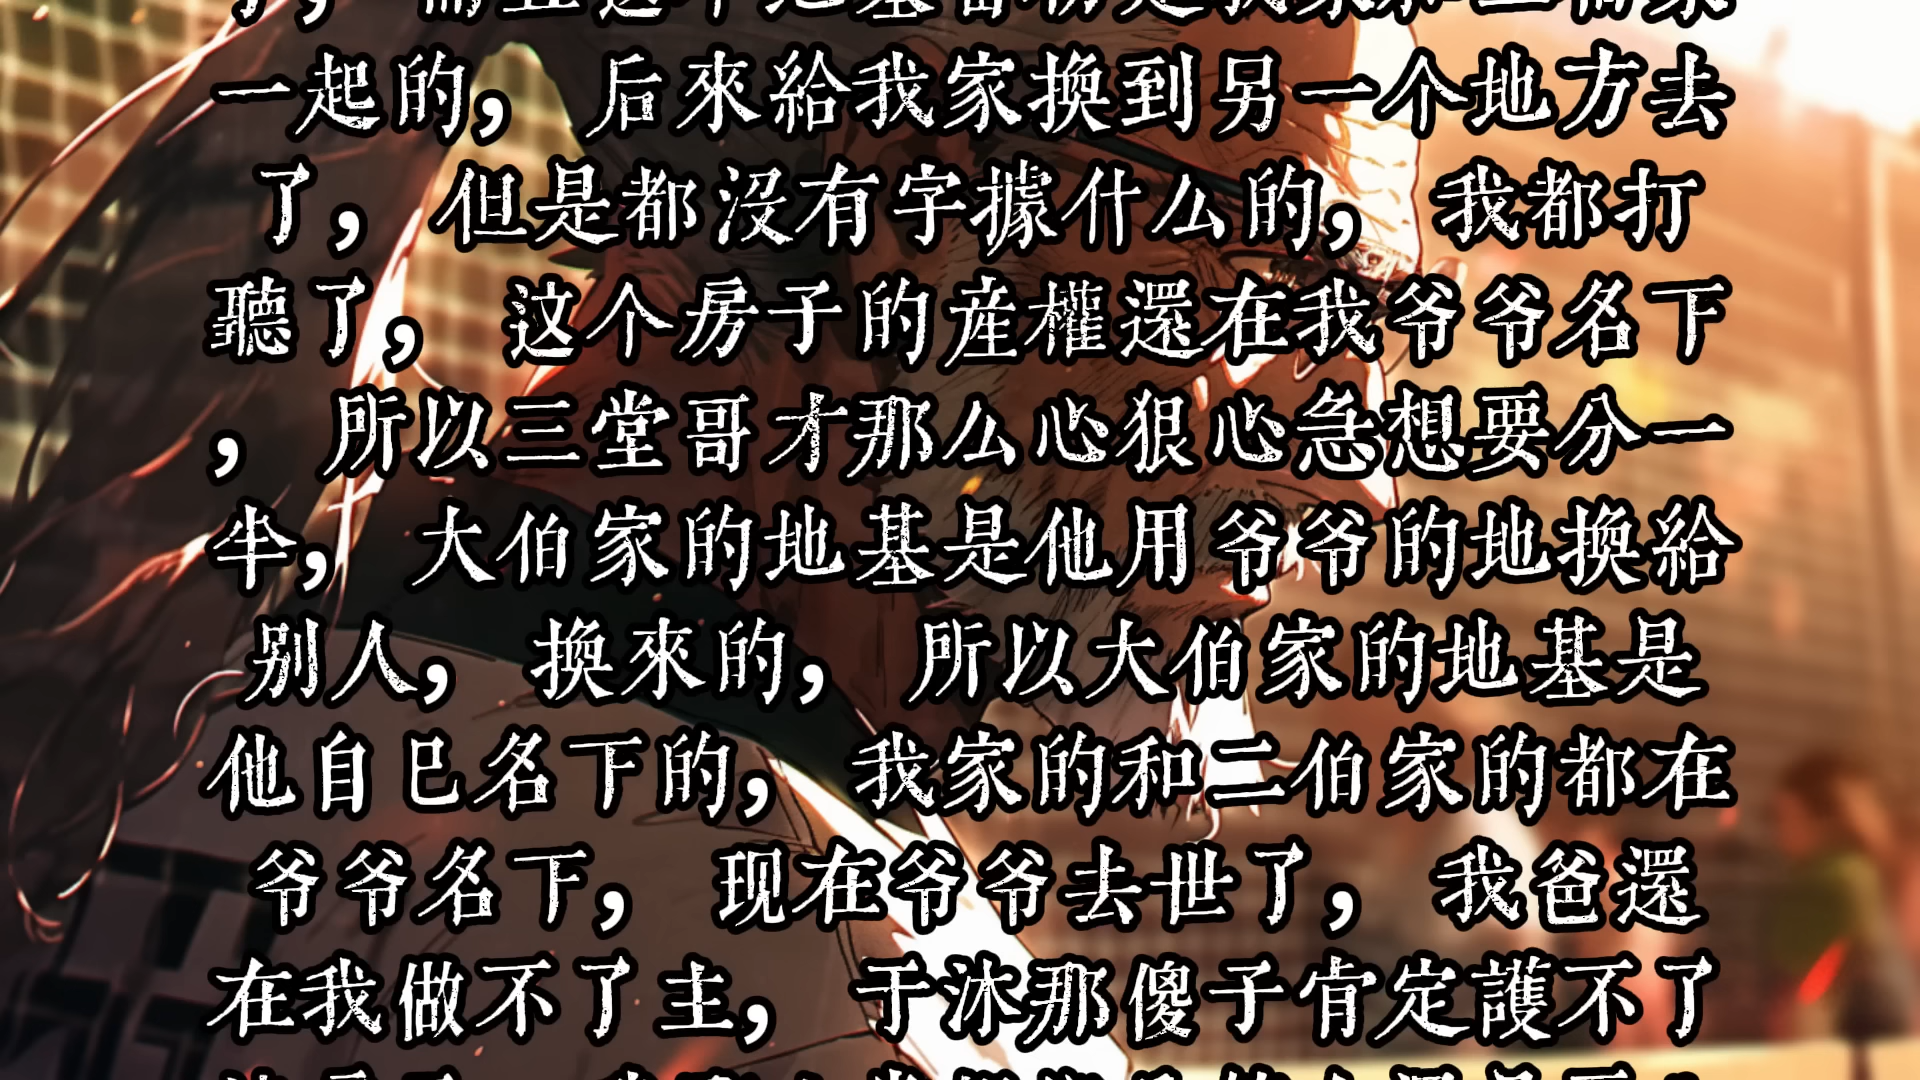 一起的， 后來給我家換到另一个地方去
了， 但是都沒有字據什么的， 我都打
聽了， 这个房子的産權還在我爷爷名下
， 所以三堂哥才那么心狠心急想要分一
半， 大伯家的地基是他用爷爷的地換給
别人， 換來的， 所以大伯家的地基是
他自已名下的， 我家的和二伯家的都在
爷爷名下， 现在爷爷去世了， 我爸還
在我做不了主， 于沐那傻子肯定護不了